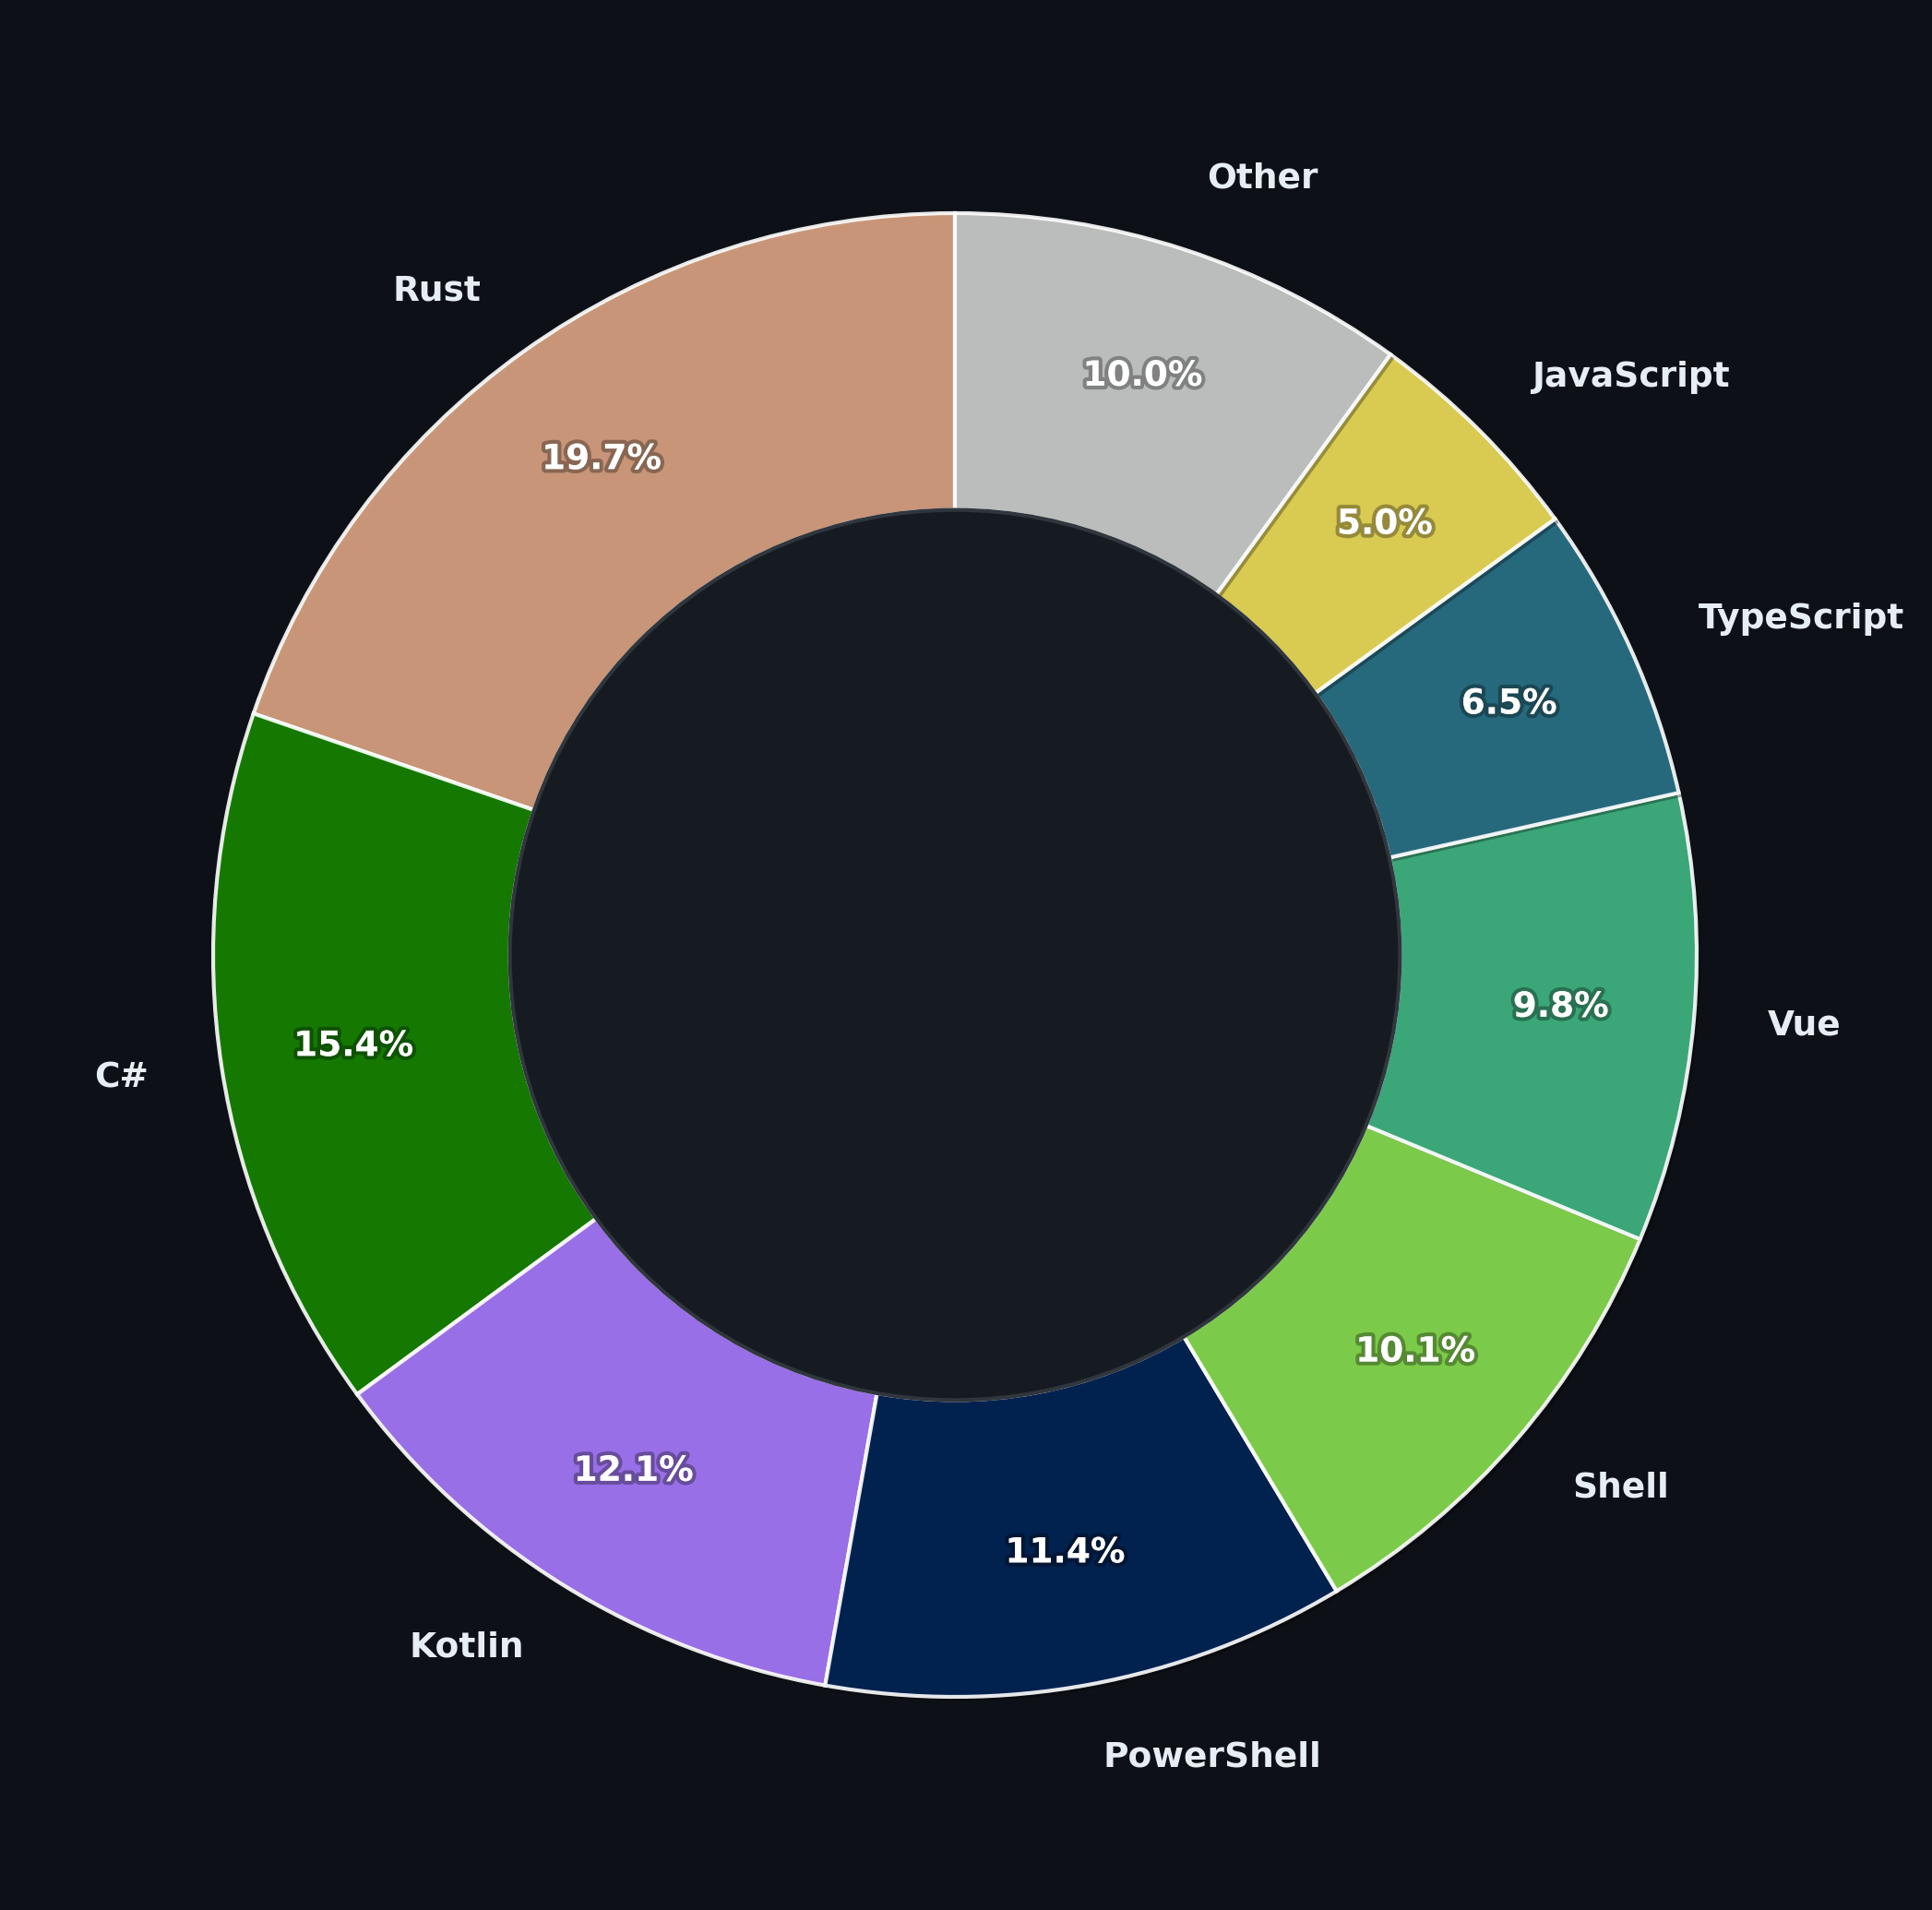 Other
Rust
10.0%
JavaScript
19.7%
5.0%
TypeScript
6.5%
9.8%
Vue
15.4%
C#
10.1%
12.1%
Shell
11.4%
Kotlin
PowerShell